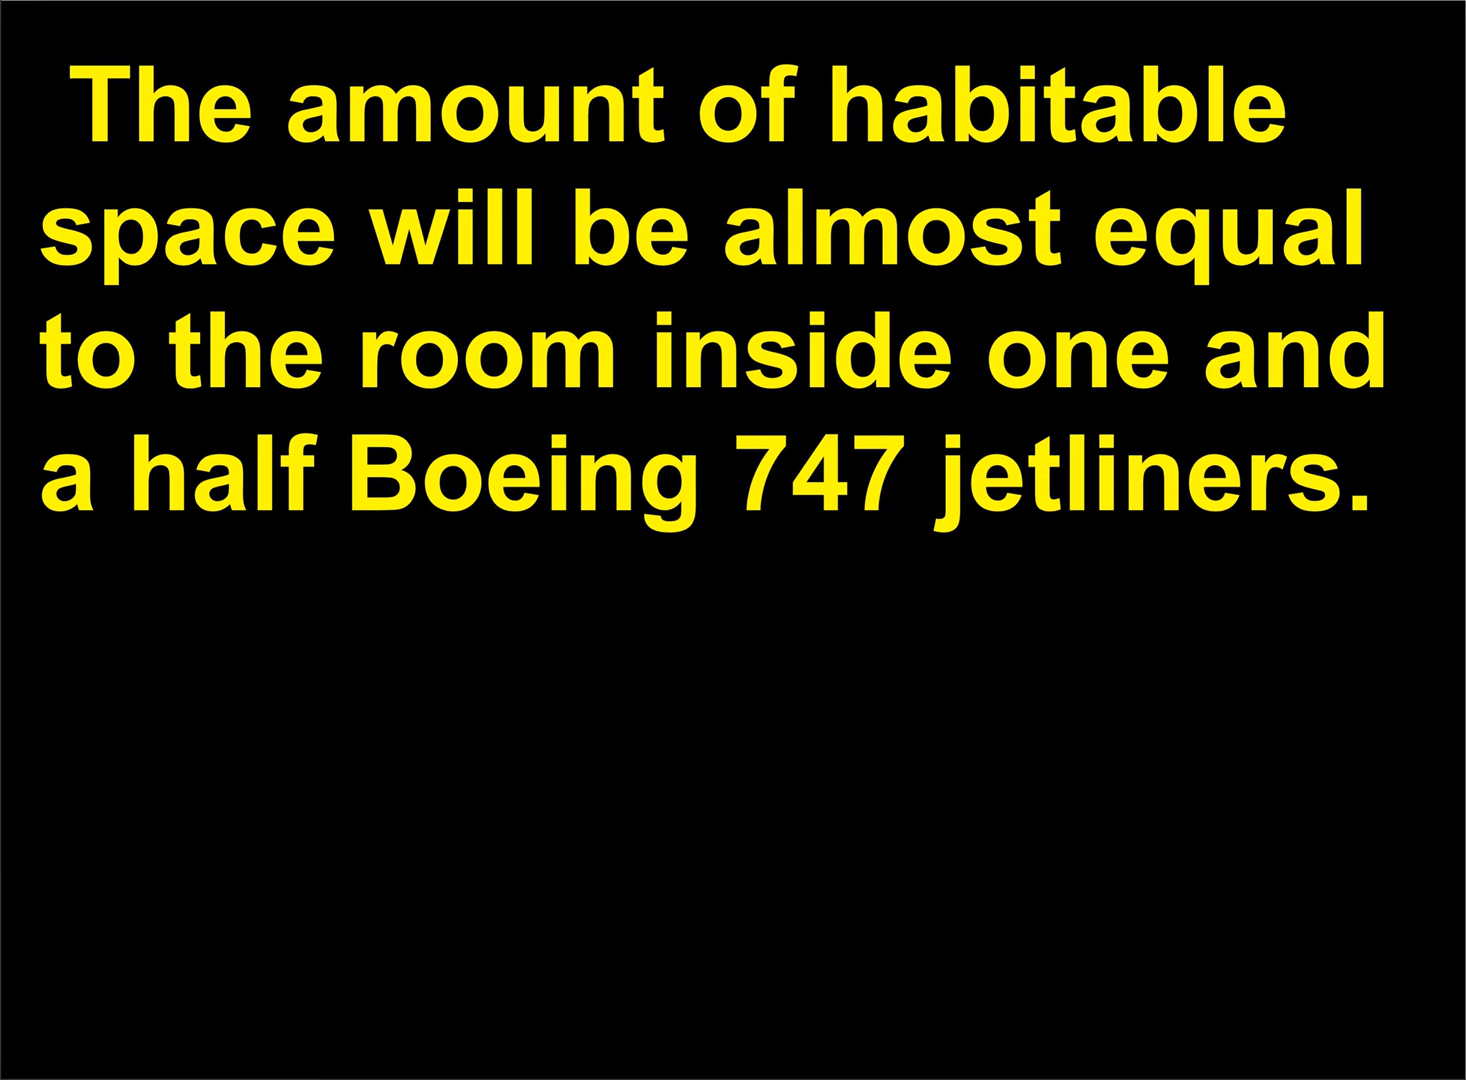 The amount of habitable
space will be almost equal
to the room inside one and
a half Boeing 747 jetliners.